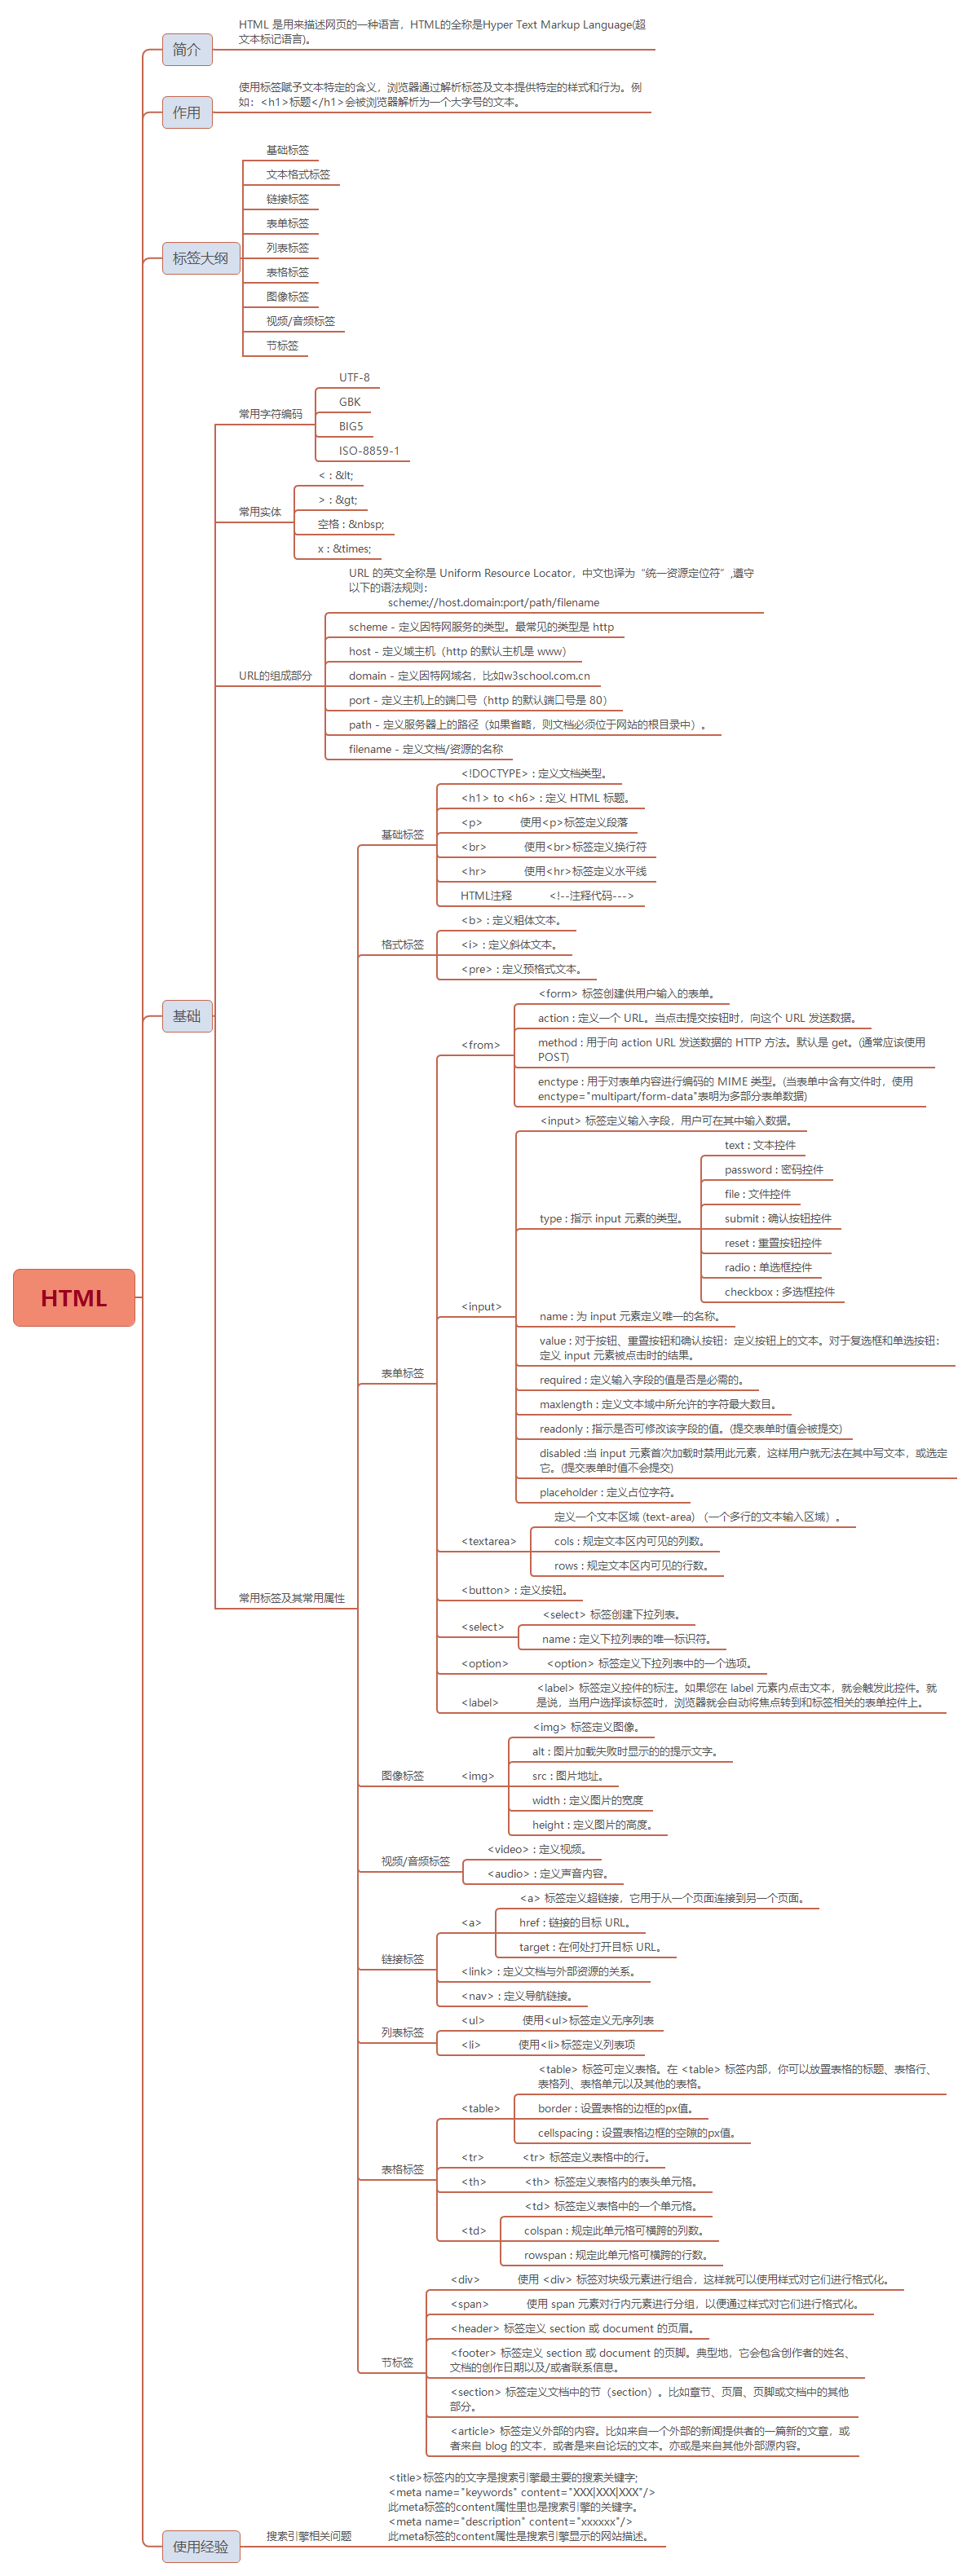 HTML 是用来描述网页的一种语言，HTML的全称是Hyper Text Markup Language(超
文本标记语言)。
简介
使用标签赋予文本特定的含义，浏览器通过解析标签及文本提供特定的样式和行为。例
如：<h1>标题</h1>会被浏览器解析为一个大字号的文本。
作用
基础标签
文本格式标签
链接标签
表单标签
列表标签
标签大纲
表格标签
图像标签
视频/音频标签
节标签
UTF-8
GBK
常用字符编码
BIG5
ISO-8859-1
< : &lt;
> : &gt;
常用实体
空格 : &nbsp;
x : &times;
URL 的英文全称是 Uniform Resource Locator，中文也译为“统一资源定位符”,遵守
以下的语法规则：
scheme://host.domain:port/path/filename
scheme - 定义因特网服务的类型。最常见的类型是 http
host - 定义域主机（http 的默认主机是 www）
URL的组成部分
domain - 定义因特网域名，比如w3school.com.cn
port - 定义主机上的端口号（http 的默认端口号是 80）
path - 定义服务器上的路径（如果省略，则文档必须位于网站的根目录中）。
filename - 定义文档/资源的名称
<!DOCTYPE> : 定义文档类型。
<h1> to <h6> : 定义 HTML 标题。
<p> 使用<p>标签定义段落
基础标签
<br> 使用<br>标签定义换行符
<hr> 使用<hr>标签定义水平线
HTML注释 <!--注释代码--->
<b> : 定义粗体文本。
格式标签
<i> : 定义斜体文本。
<pre> : 定义预格式文本。
基础
<form> 标签创建供用户输入的表单。
action : 定义一个 URL。当点击提交按钮时，向这个 URL 发送数据。
<from>
method : 用于向 action URL 发送数据的 HTTP 方法。默认是 get。(通常应该使用
POST)
enctype : 用于对表单内容进行编码的 MIME 类型。(当表单中含有文件时，使用
enctype="multipart/form-data"表明为多部分表单数据)
<input> 标签定义输入字段，用户可在其中输入数据。
text : 文本控件
password : 密码控件
file : 文件控件
type : 指示 input 元素的类型。
submit : 确认按钮控件
reset : 重置按钮控件
radio : 单选框控件
checkbox : 多选框控件
HTML
<input>
name : 为 input 元素定义唯一的名称。
value : 对于按钮、重置按钮和确认按钮：定义按钮上的文本。对于复选框和单选按钮：
定义 input 元素被点击时的结果。
表单标签
required : 定义输入字段的值是否是必需的。
maxlength : 定义文本域中所允许的字符最大数目。
readonly : 指示是否可修改该字段的值。(提交表单时值会被提交)
disabled :当 input 元素首次加载时禁用此元素，这样用户就无法在其中写文本，或选定
它。(提交表单时值不会提交)
placeholder : 定义占位字符。
定义一个文本区域 (text-area) （一个多行的文本输入区域）。
<textarea>
cols : 规定文本区内可见的列数。
rows : 规定文本区内可见的行数。
<button> : 定义按钮。
常用标签及其常用属性
<select> 标签创建下拉列表。
<select>
name : 定义下拉列表的唯一标识符。
<option> <option> 标签定义下拉列表中的一个选项。
<label>
<label> 标签定义控件的标注。如果您在 label 元素内点击文本，就会触发此控件。就
是说，当用户选择该标签时，浏览器就会自动将焦点转到和标签相关的表单控件上。
<img> 标签定义图像。
alt : 图片加载失败时显示的的提示文字。
图像标签
<img>
src : 图片地址。
width : 定义图片的宽度
height : 定义图片的高度。
<video> : 定义视频。
视频/音频标签
<audio> : 定义声音内容。
<a> 标签定义超链接，它用于从一个页面连接到另一个页面。
<a>
href : 链接的目标 URL。
target : 在何处打开目标 URL。
链接标签
<link> : 定义文档与外部资源的关系。
<nav> : 定义导航链接。
<ul> 使用<ul>标签定义无序列表
列表标签
<li> 使用<li>标签定义列表项
<table> 标签可定义表格。在 <table> 标签内部，你可以放置表格的标题、表格行、
表格列、表格单元以及其他的表格。
<table>
border : 设置表格的边框的px值。
cellspacing : 设置表格边框的空隙的px值。
<tr> <tr> 标签定义表格中的行。
表格标签
<th> <th> 标签定义表格内的表头单元格。
<td> 标签定义表格中的一个单元格。
<td>
colspan : 规定此单元格可横跨的列数。
rowspan : 规定此单元格可横跨的行数。
<div> 使用 <div> 标签对块级元素进行组合，这样就可以使用样式对它们进行格式化。
<span> 使用 span 元素对行内元素进行分组，以便通过样式对它们进行格式化。
<header> 标签定义 section 或 document 的页眉。
节标签
<footer> 标签定义 section 或 document 的页脚。典型地，它会包含创作者的姓名、
文档的创作日期以及/或者联系信息。
<section> 标签定义文档中的节（section）。比如章节、页眉、页脚或文档中的其他
部分。
<article> 标签定义外部的内容。比如来自一个外部的新闻提供者的一篇新的文章，或
者来自 blog 的文本，或者是来自论坛的文本。亦或是来自其他外部源内容。
<title>标签内的文字是搜索引擎最主要的搜索关键字;
<meta name="keywords" content="XXX|XXX|XXX"/>
此meta标签的content属性里也是搜索引擎的关键字。
<meta name="description" content="xxxxxx"/>
此meta标签的content属性是搜索引擎显示的网站描述。
搜索引擎相关问题
使用经验